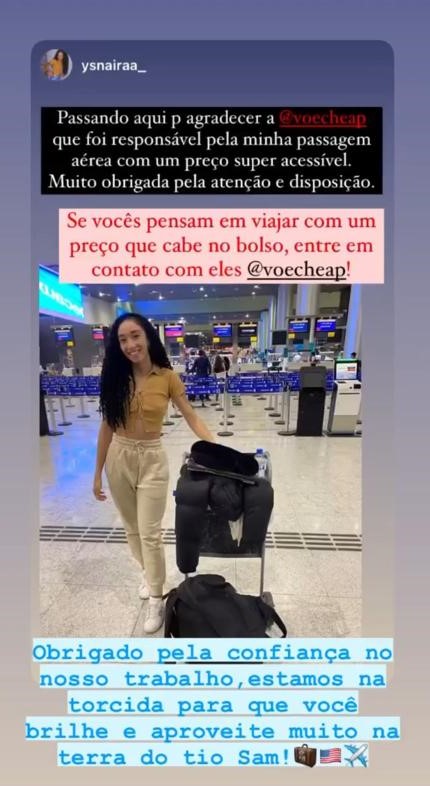 ysnairaa_
Passando aqui p agradecer a @voecheap
que foi responsável pela minha passagem
aérea com um preço super acessível.
Muito obrigada pela atenção e disposição.
Se vocês pensam em viajar com um
preço que cabe no bolso, entre em
contato com eles @voecheap!
Obrigado pela confiança no
nosso trabalho,estamos na
torcida para que você
brilhe e aproveite muito na
terra do tio Sam!🧳🇺🇸✈️